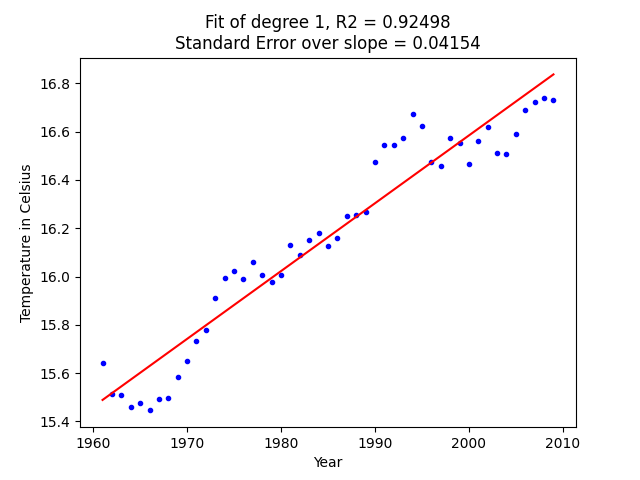 Fit of degree 1, R2 = 0.92498
Standard Error over slope = 0.04154
Temperature in Celsius
16.8
16.6
16.4
16.2
16.0
15.8
15.6
15.4
1960 1970 1980 1990 2000 2010
Year